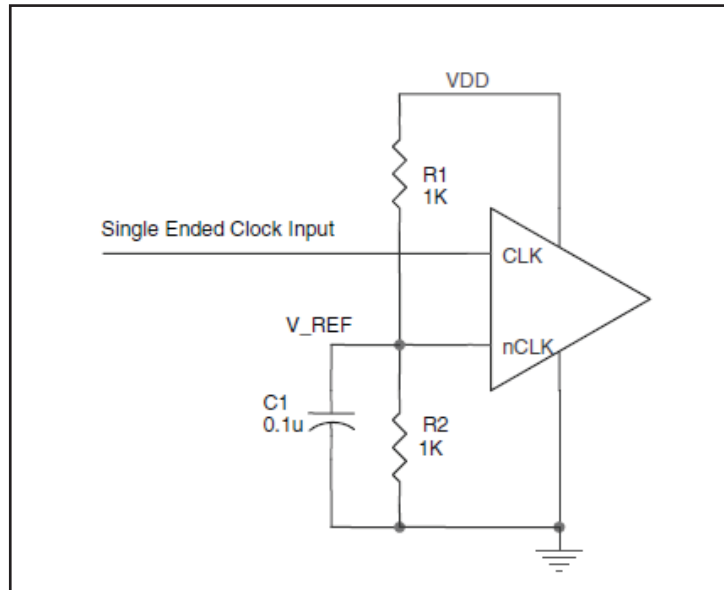 VDD
R1
1K
Single Ended Clock Input
CLK
V_REF
nCLK
C1
0.1u
R2
1K